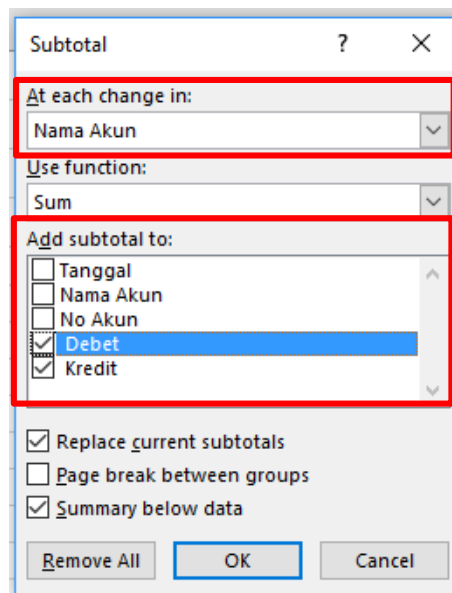 Subtotal ? ×
At each change in:
Nama Akun
Use function:
Sum
Add subtotal to:
Tanggal
Nama Akun
No Akun
Debet
Kredit
Replace current subtotals
Page break between groups
Summary below data
Remove All OK Cancel